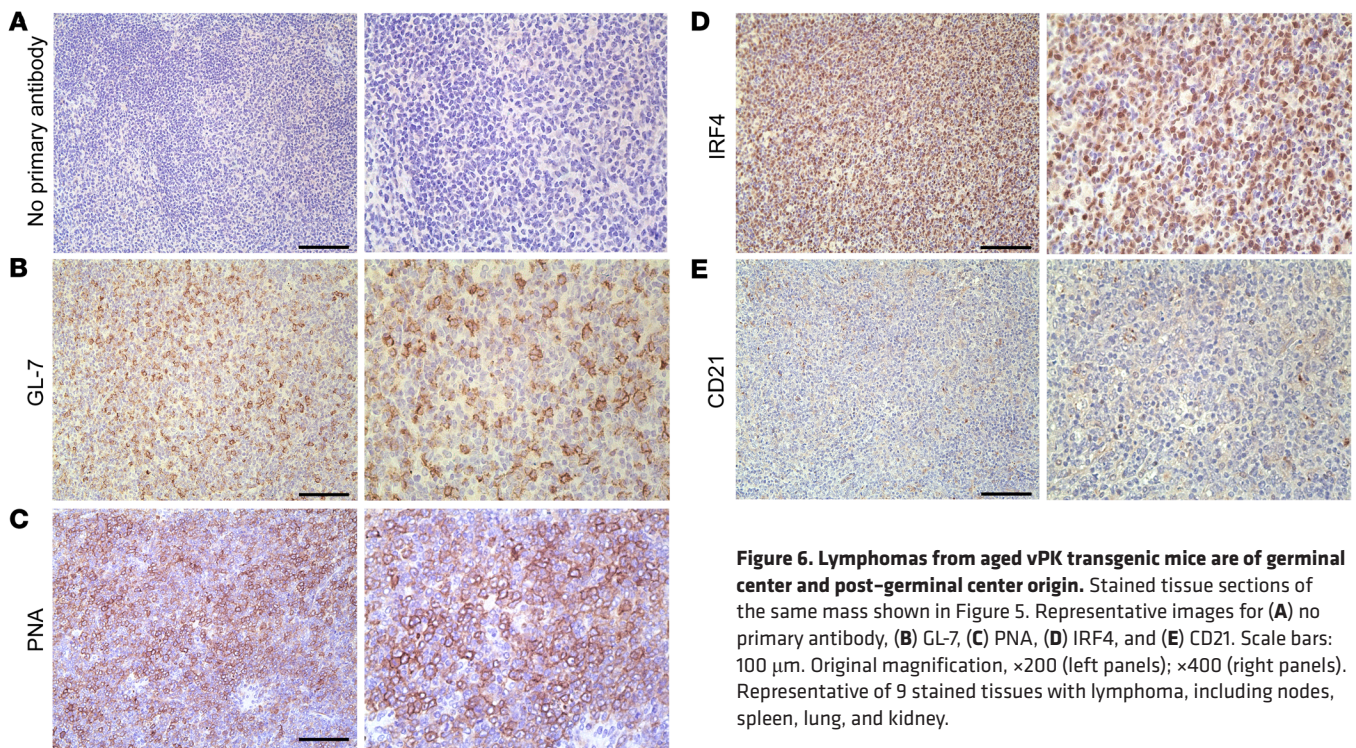 A
No primary antibody
B
GL-7
C
PNA
D
IRF4
E
CD21
Figure 6. Lymphomas from aged vPK transgenic mice are of germinal
center and post–germinal center origin. Stained tissue sections of
the same mass shown in Figure 5. Representative images for (A) no
primary antibody, (B) GL-7, (C) PNA, (D) IRF4, and (E) CD21. Scale bars:
100 μm. Original magnification, ×200 (left panels); ×400 (right panels).
Representative of 9 stained tissues with lymphoma, including nodes,
spleen, lung, and kidney.